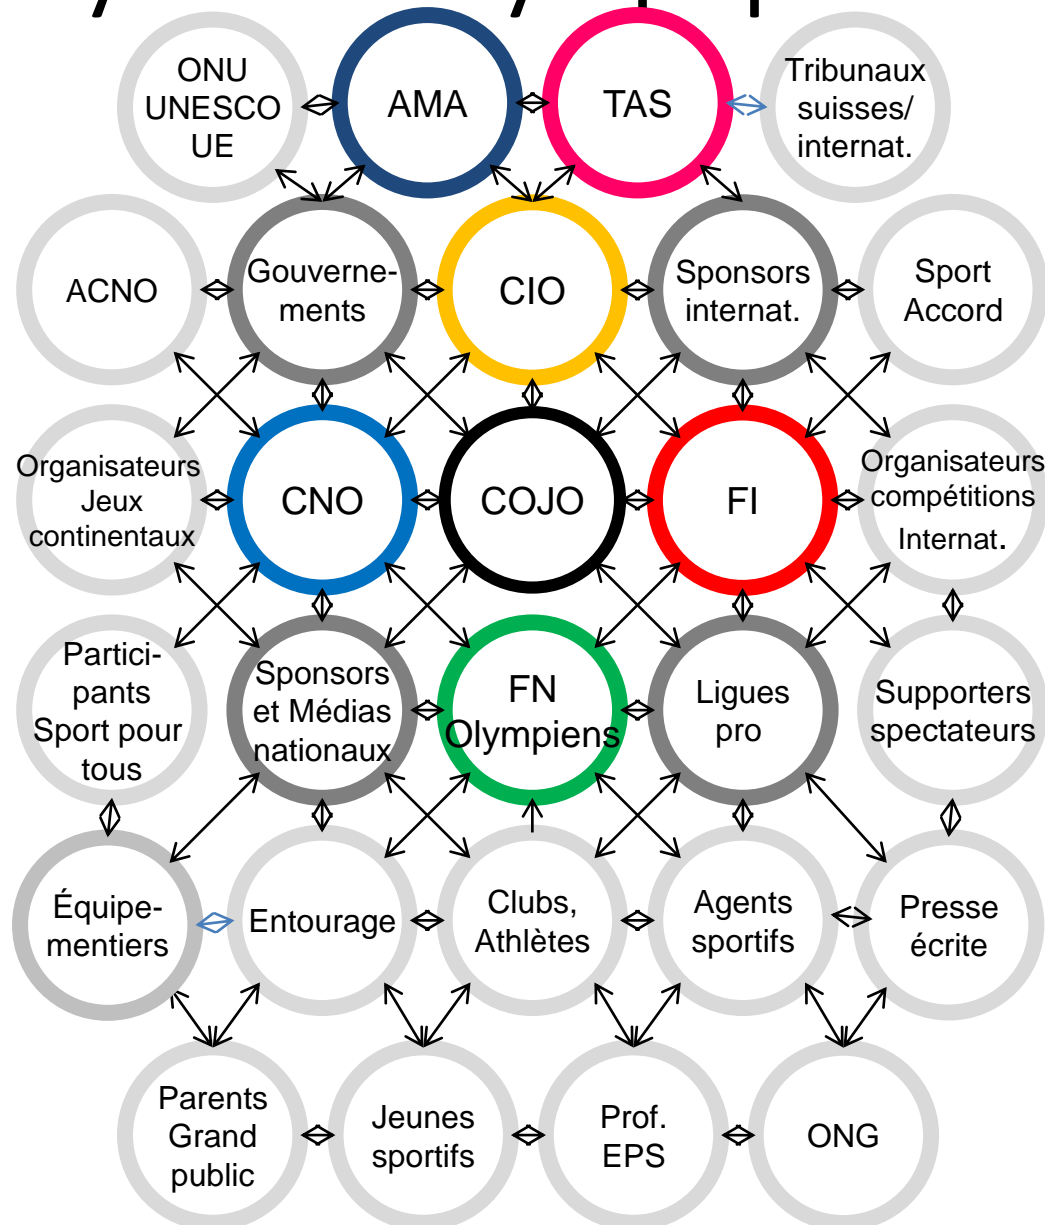 ONU
UNESCO
UE
AMA
TAS
Tribunaux
suisses/
internat.
ACNO
Gouverne-
ments
CIO
Sponsors
internat.
Sport
Accord
Organisateurs
Jeux
continentaux
CNO
COJO
FI
Organisateurs
compétitions
Internat.
Partici-
pants
Sport pour
tous
Sponsors
et Médias
nationaux
FN
Olympiens
Ligues
pro
Supporters
spectateurs
Équipe-
mentiers
Entourage
Clubs,
Athlètes
Agents
sportifs
Presse
écrite
Parents
Grand
public
Jeunes
sportifs
Prof.
EPS
ONG